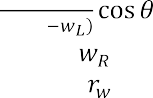 −w_L) cos θ
w_R
r_w